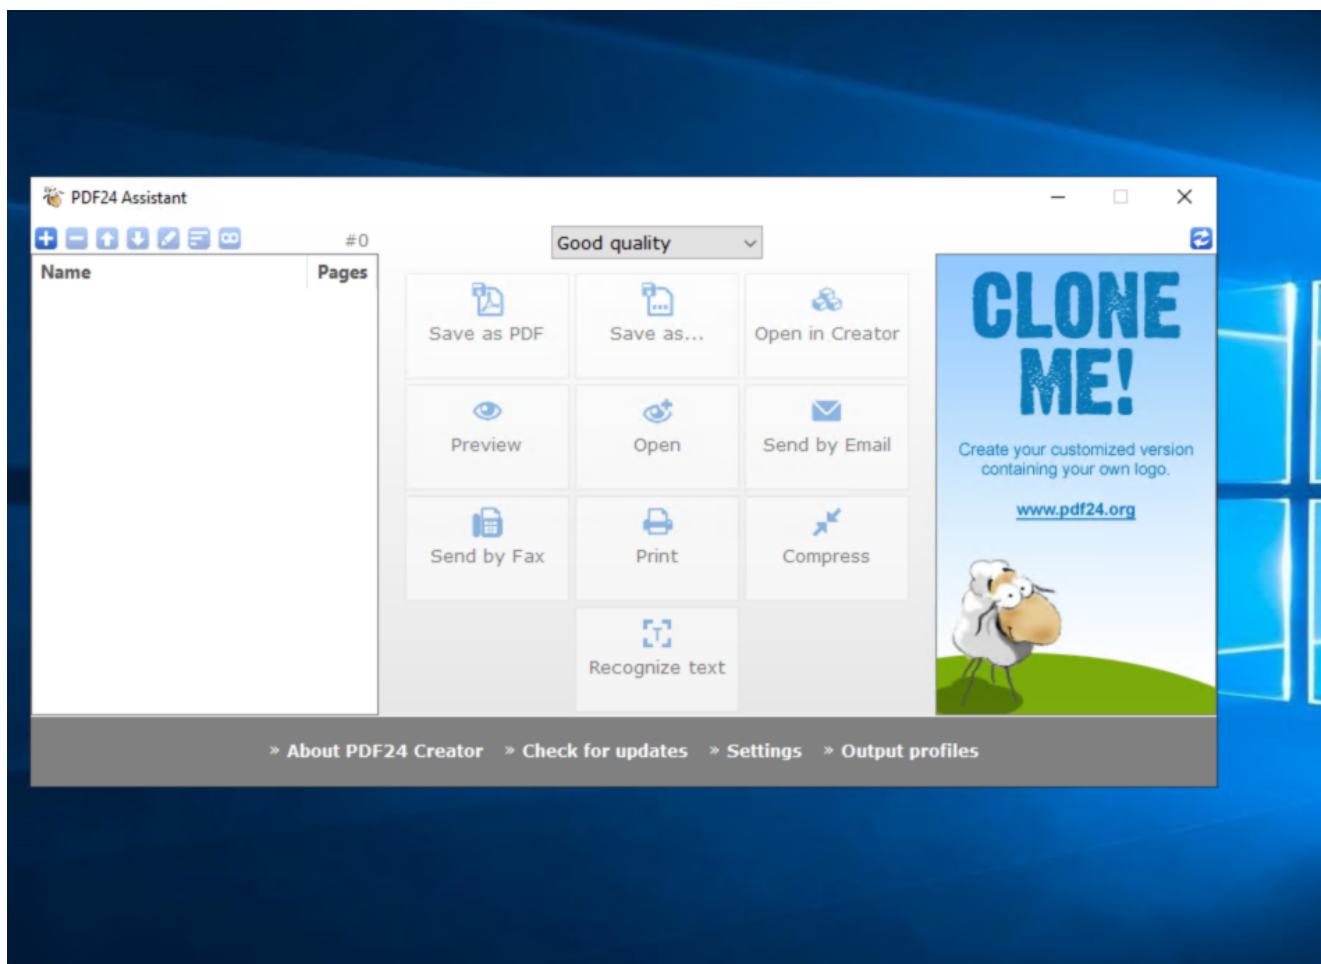 PDF24 Assistant
#0
Good quality
Name Pages
Save as PDF
Save as...
Open in Creator
Preview
Open
Send by Email
Send by Fax
Print
Compress
T
Recognize text
CLONE
ME!
Create your customized version
containing your own logo.
www.pdf24.org
» About PDF24 Creator » Check for updates » Settings » Output profiles